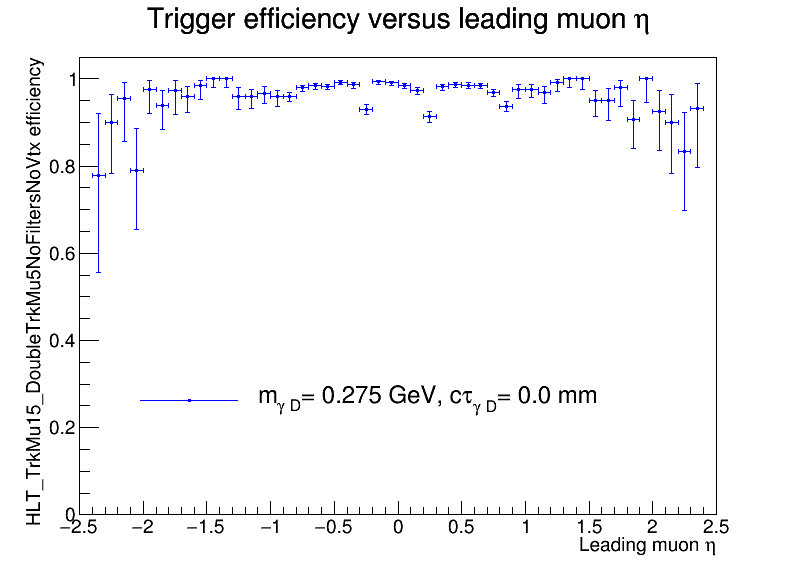 Trigger efficiency versus leading muon η
HLT_TrkMu15_DoubleTrkMu5NoFiltersNoVtx efficiency
1
0.8
0.6
0.4
0.2
0
m_γ D= 0.275 GeV, cτ_γ D= 0.0 mm
−2.5 −2 −1.5 −1 −0.5 0 0.5 1 1.5 2 2.5
Leading muon η